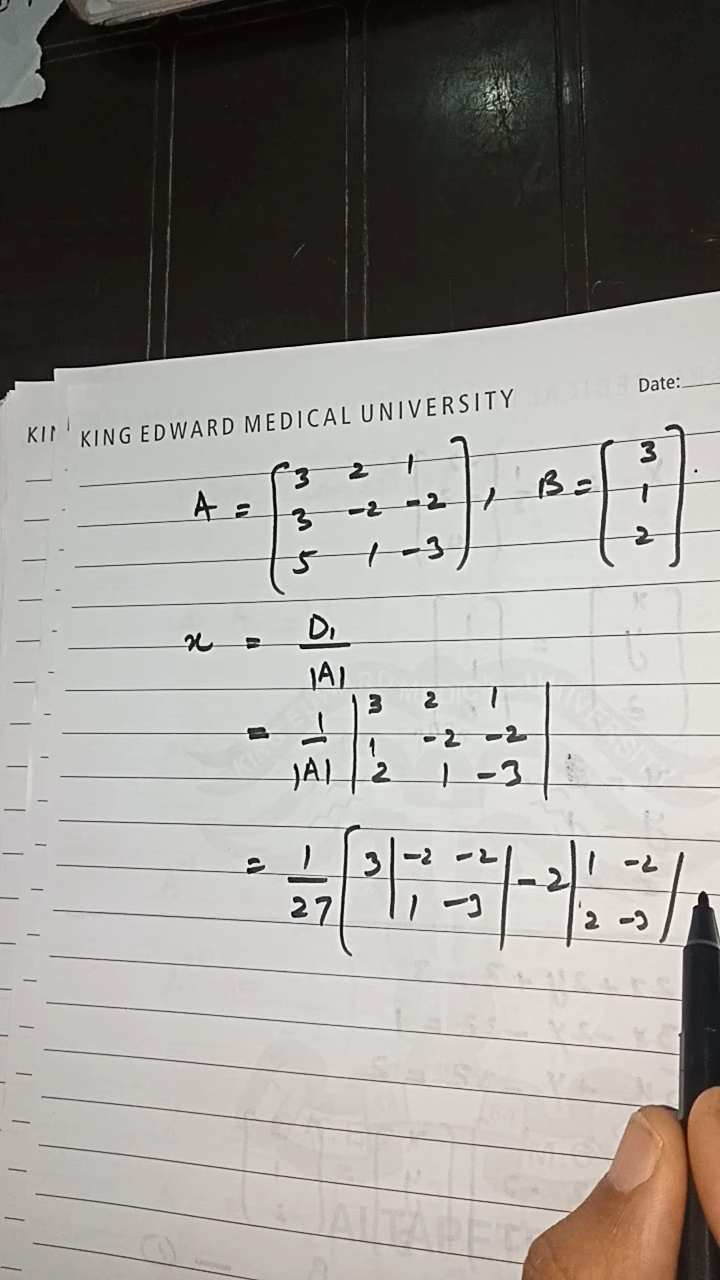 KIN KING EDWARD MEDICAL UNIVERSITY Date:
A = [3 2 1
3 -2 -2
5 1 -3] , B = [3
1
2] .
x = D₁ / |A|
= 1/|A| |3 2 1
1 -2 -2
2 1 -3|
= 1/27 [3 |-2 -2
1 -3| -2 |1 -2
2 -3|